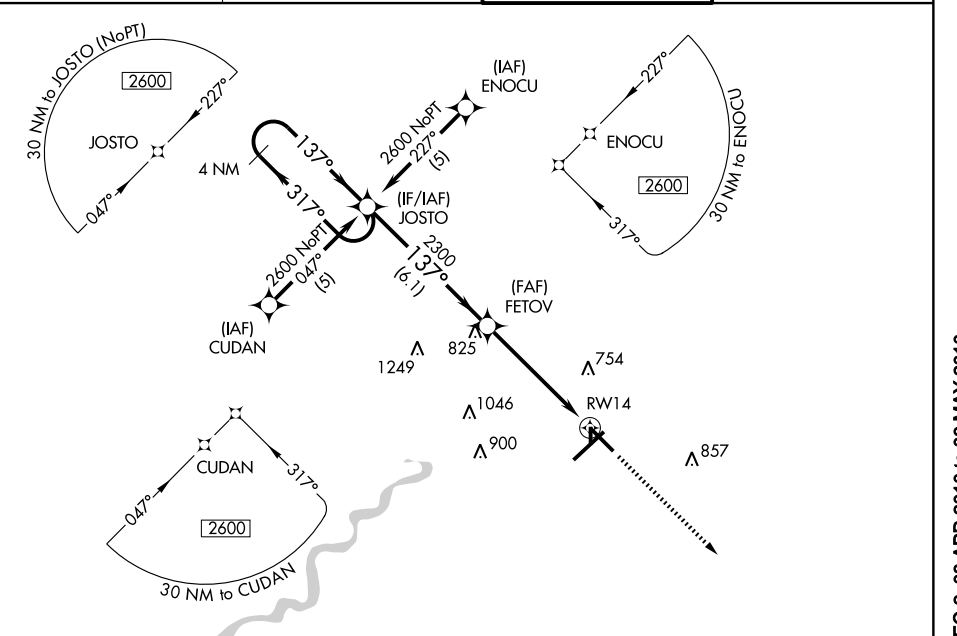 30 NM to JOSTO (NoPT)
2600
227°
JOSTO
047°
(IAF)
ENOCU
2600 NoPT
227°
(5)
4 NM
137°
317°
(IF/IAF)
JOSTO
2600 NoPT
047°
(5)
(IAF)
CUDAN
2300
137°
(6.1)
(FAF)
FETOV
227°
ENOCU
2600
317°
30 NM to ENOCU
825
1249
754
RW14
1046
900
857
CUDAN
317°
047°
2600
30 NM to CUDAN